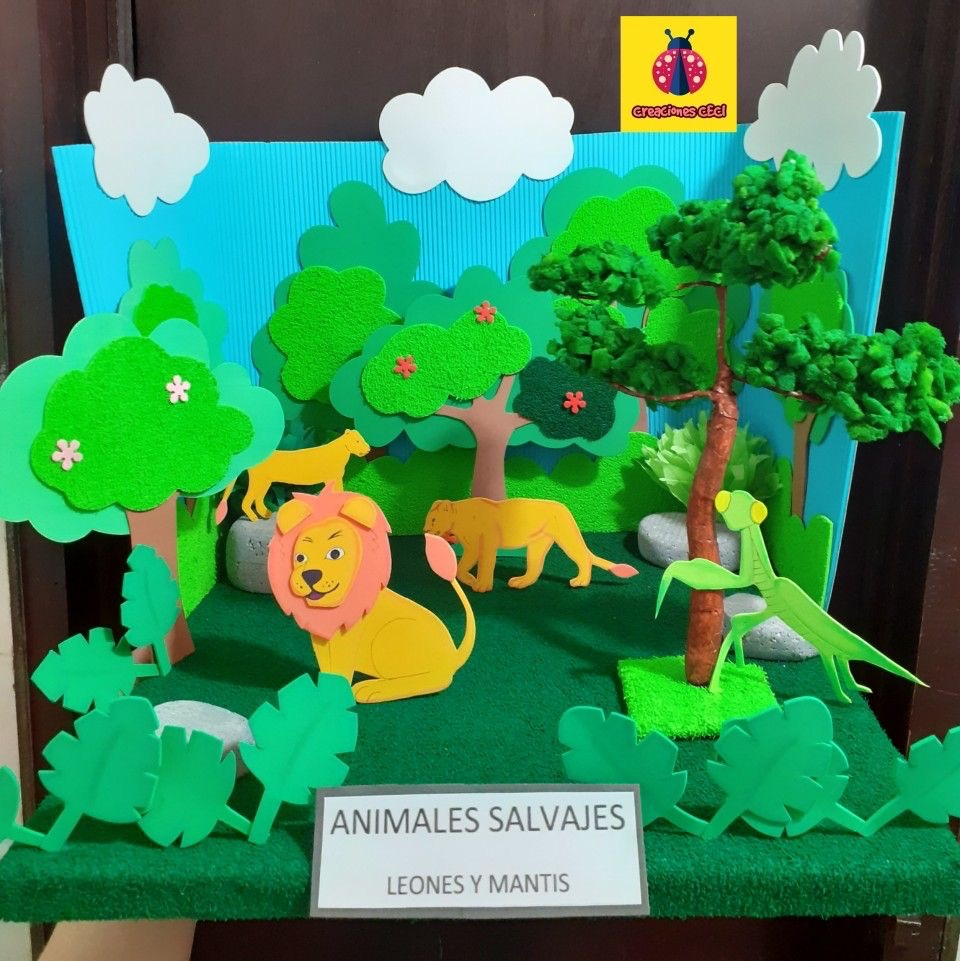 creaciones CECI
ANIMALES SALVAJES
LEONES Y MANTIS